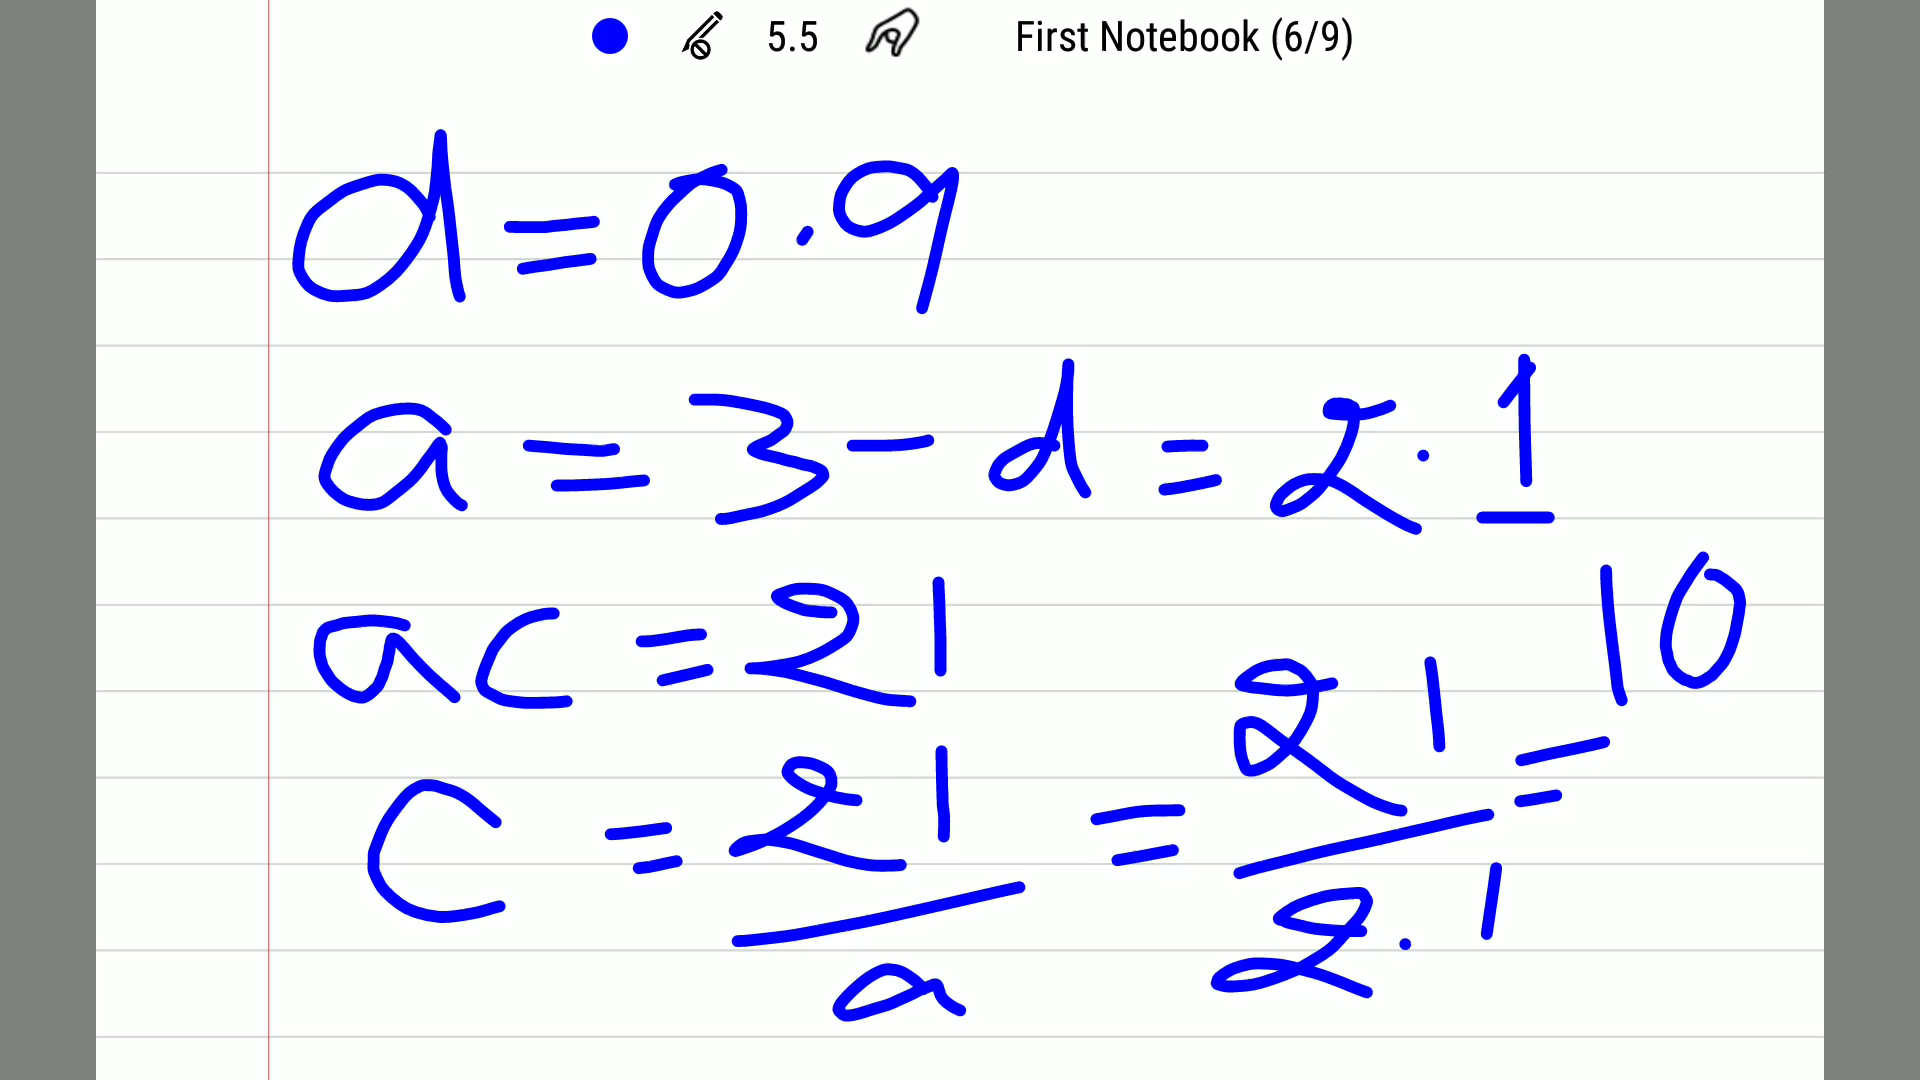 5.5 First Notebook (6/9)
d = 0.9
a = 3 - d = 2.1
ac = 21
c = 21/a = 21/2.1 = 10